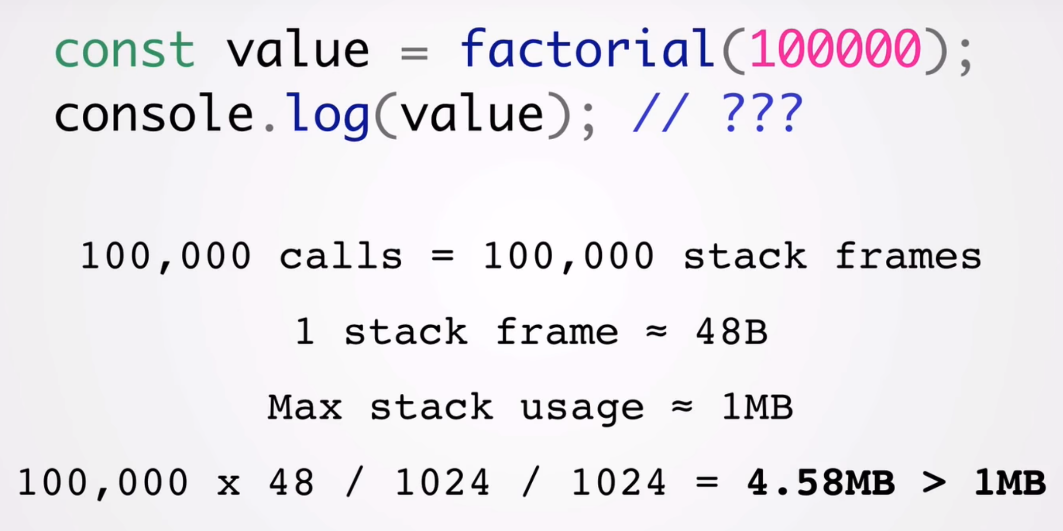 const value = factorial(100000);
console.log(value); // ???
100,000 calls = 100,000 stack frames
1 stack frame ≈ 48B
Max stack usage ≈ 1MB
100,000 x 48 / 1024 / 1024 = 4.58MB > 1MB